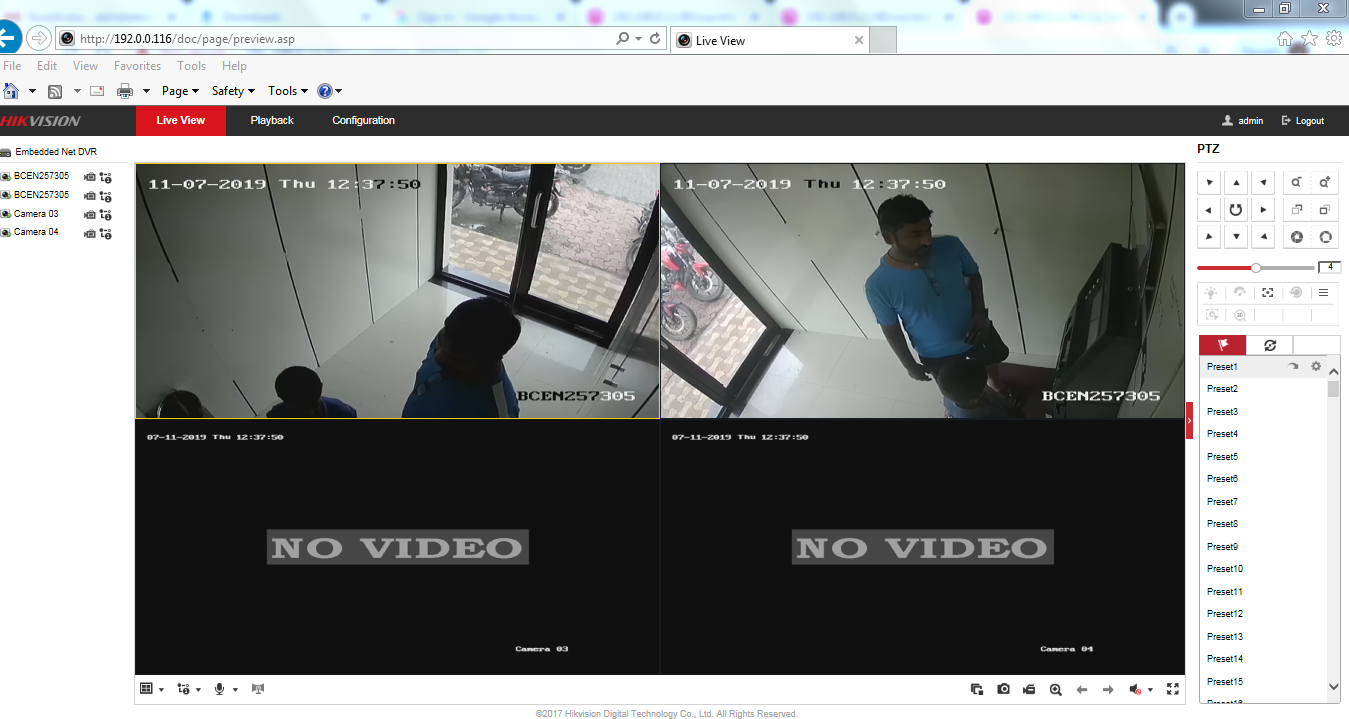 http://192.0.0.116/doc/page/preview.asp
Live View
File Edit View Favorites Tools Help
Page Safety Tools
HIKVISION
Live View Playback Configuration
admin Logout
Embedded Net DVR
BCEN257305
BCEN257305
Camera 03
Camera 04
11-07-2019 Thu 12:37:50
BCEN257305
11-07-2019 Thu 12:37:50
BCEN257305
07-11-2019 Thu 12:37:50
NO VIDEO
Camera 03
07-11-2019 Thu 12:37:50
NO VIDEO
Camera 04
PTZ
4
Preset1
Preset2
Preset3
Preset4
Preset5
Preset6
Preset7
Preset8
Preset9
Preset10
Preset11
Preset12
Preset13
Preset14
Preset15
©2017 Hikvision Digital Technology Co., Ltd. All Rights Reserved.